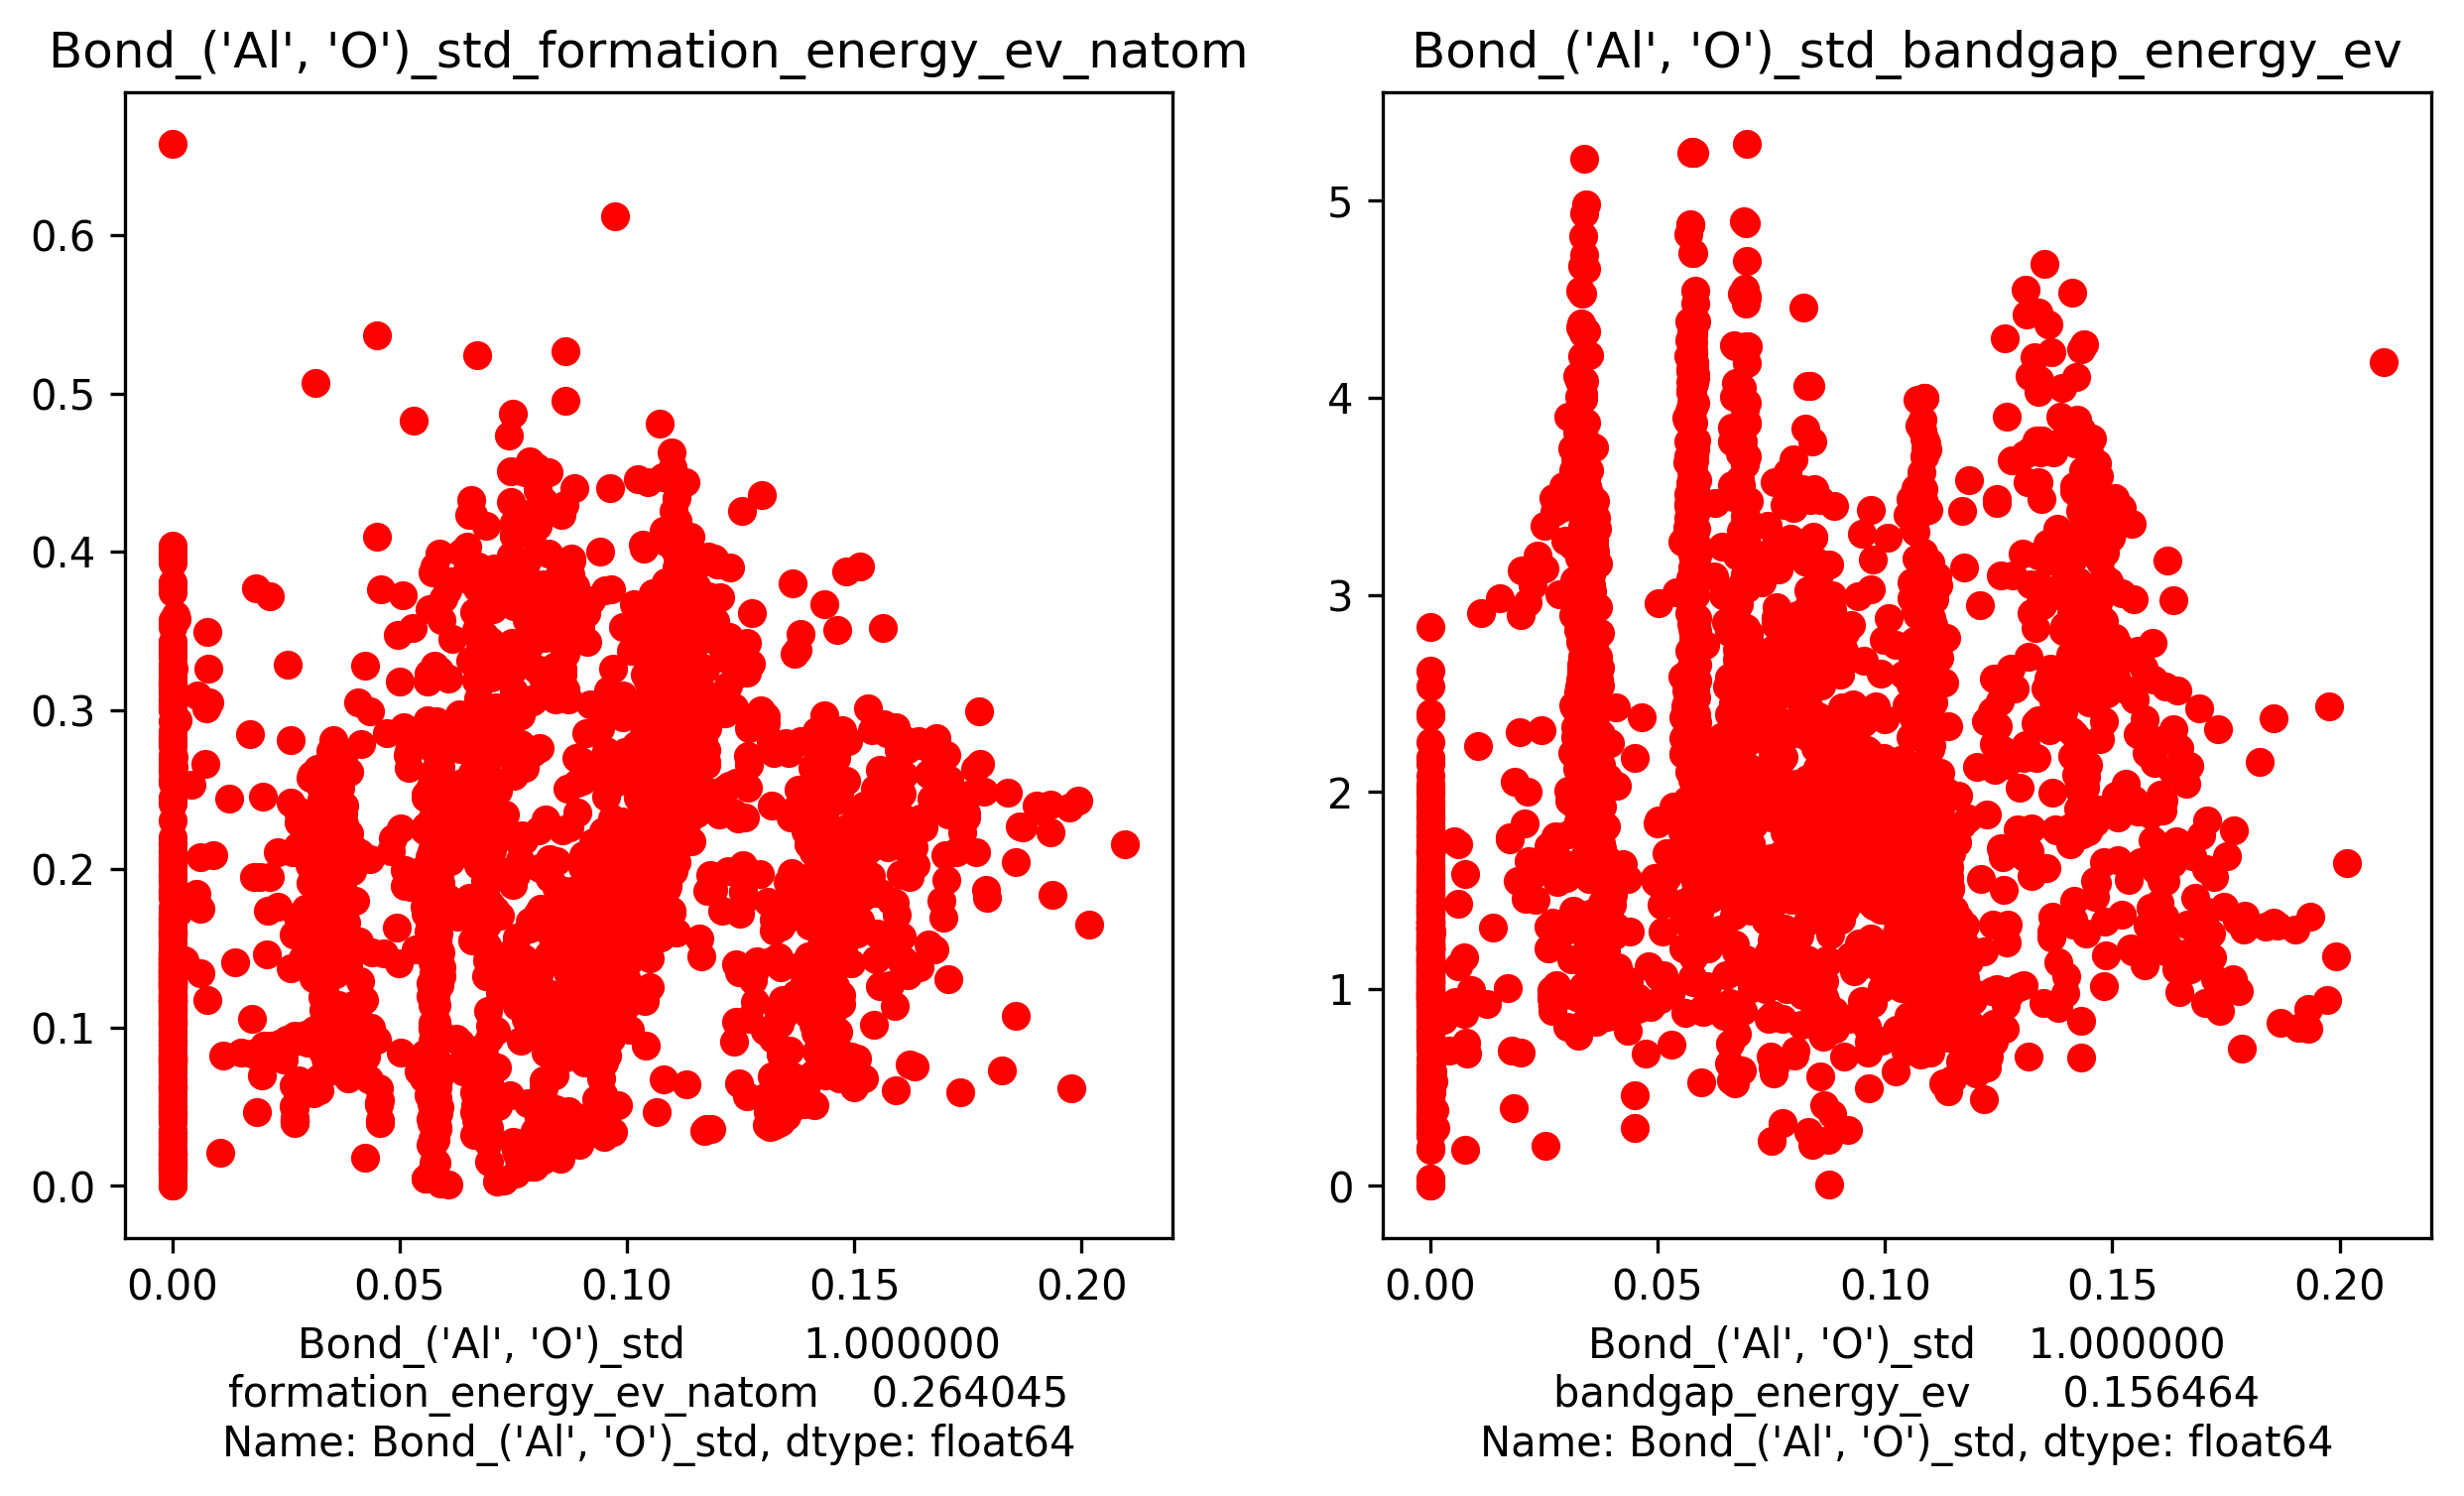 Bond_('Al', 'O')_std_formation_energy_ev_natom
0.6
0.5
0.4
0.3
0.2
0.1
0.0
0.00 0.05 0.10 0.15 0.20
Bond_('Al', 'O')_std 1.000000
formation_energy_ev_natom 0.264045
Name: Bond_('Al', 'O')_std, dtype: float64
Bond_('Al', 'O')_std_bandgap_energy_ev
5
4
3
2
1
0
0.00 0.05 0.10 0.15 0.20
Bond_('Al', 'O')_std 1.000000
bandgap_energy_ev 0.156464
Name: Bond_('Al', 'O')_std, dtype: float64